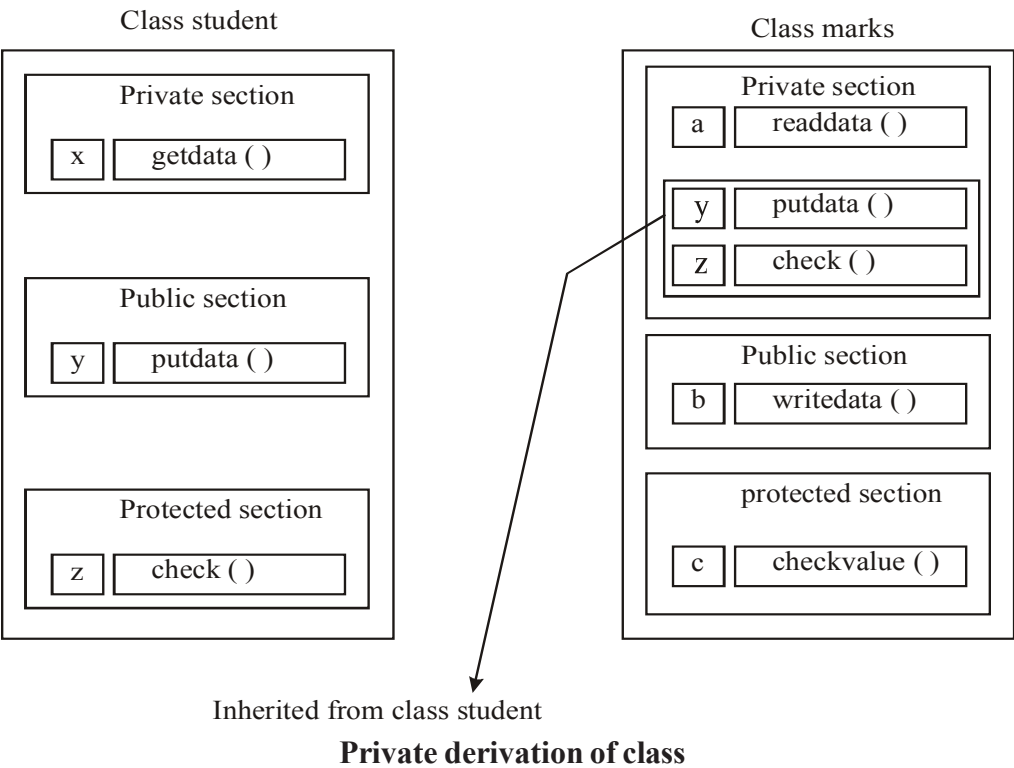 Class student
Private section
x getdata ( )
Public section
y putdata ( )
Protected section
z check ( )
Class marks
Private section
a readdata ( )
y putdata ( )
z check ( )
Public section
b writedata ( )
protected section
c checkvalue ( )
Inherited from class student
Private derivation of class